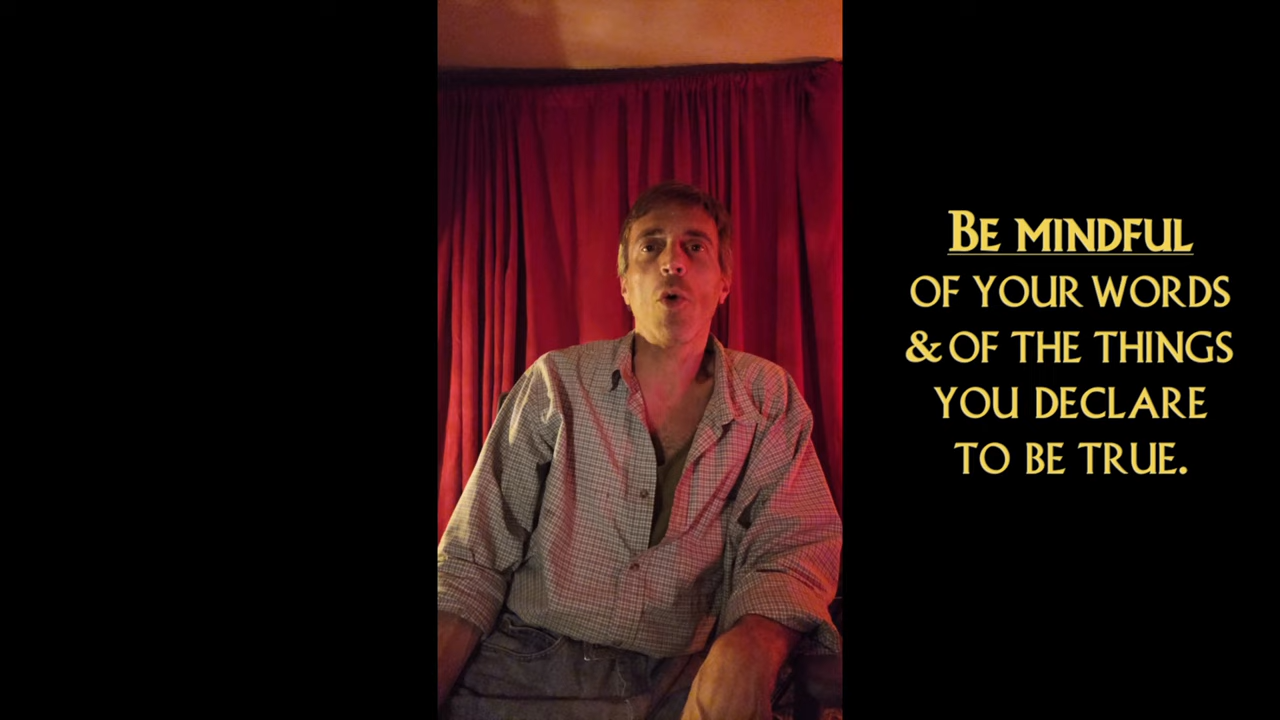 BE MINDFUL
OF YOUR WORDS
& OF THE THINGS
YOU DECLARE
TO BE TRUE.